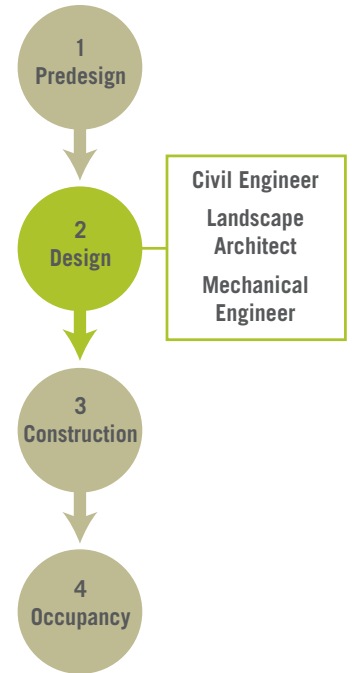 1
Predesign
2
Design
Civil Engineer
Landscape
Architect
Mechanical
Engineer
3
Construction
4
Occupancy